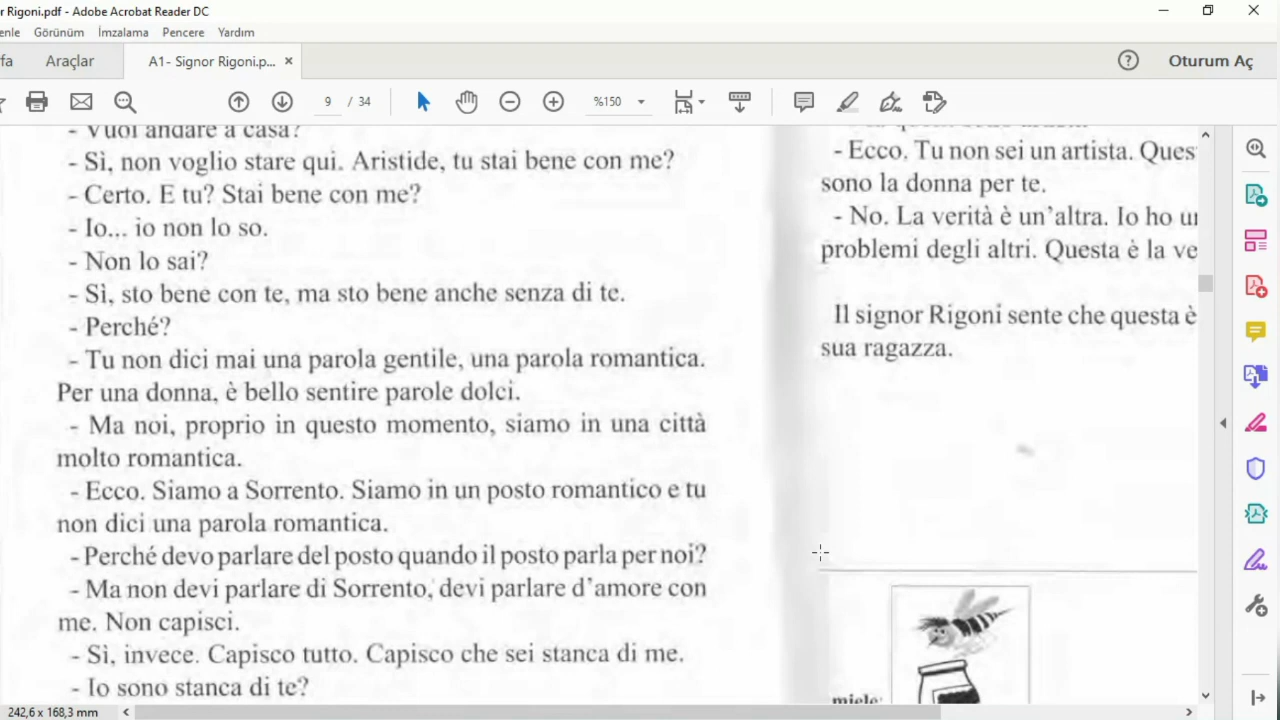 r Rigoni.pdf - Adobe Acrobat Reader DC
enle Görünüm İmzalama Pencere Yardım
fa Araçlar A1- Signor Rigoni.p... × Oturum Aç
9 / 34 %150
- Vuoi andare a casa?
- Sì, non voglio stare qui. Aristide, tu stai bene con me?
- Certo. E tu? Stai bene con me?
- Io... io non lo so.
- Non lo sai?
- Sì, sto bene con te, ma sto bene anche senza di te.
- Perché?
- Tu non dici mai una parola gentile, una parola romantica.
Per una donna, è bello sentire parole dolci.
- Ma noi, proprio in questo momento, siamo in una città
molto romantica.
- Ecco. Siamo a Sorrento. Siamo in un posto romantico e tu
non dici una parola romantica.
- Perché devo parlare del posto quando il posto parla per noi?
- Ma non devi parlare di Sorrento, devi parlare d'amore con
me. Non capisci.
- Sì, invece. Capisco tutto. Capisco che sei stanca di me.
- Io sono stanca di te?
- Ecco. Tu non sei un artista. Ques
sono la donna per te.
- No. La verità è un'altra. Io ho un
problemi degli altri. Questa è la ve
Il signor Rigoni sente che questa è
sua ragazza.
miele:
242,6 x 168,3 mm